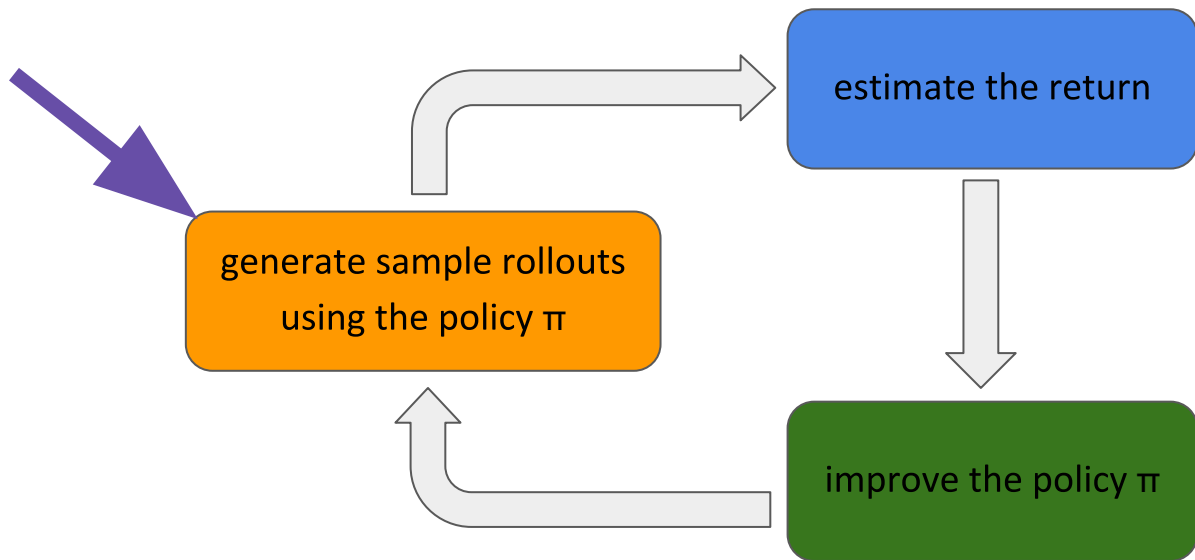 estimate the return
generate sample rollouts
using the policy π
improve the policy π